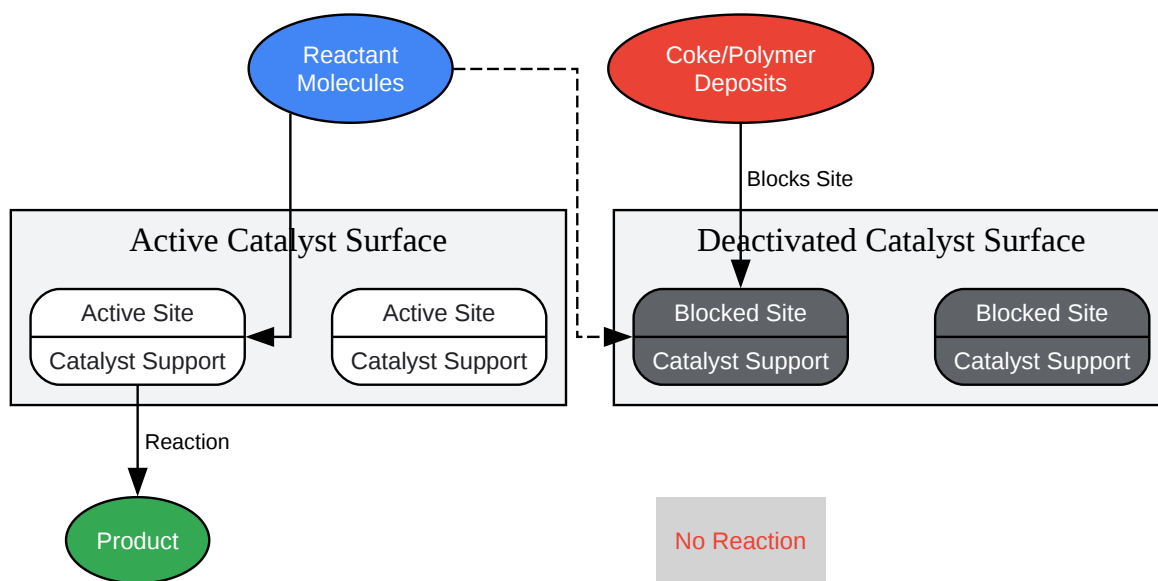 Reactant
Molecules
Coke/Polymer
Deposits
Blocks Site
Active Catalyst Surface
Deactivated Catalyst Surface
Active Site
Catalyst Support
Active Site
Catalyst Support
Blocked Site
Catalyst Support
Blocked Site
Catalyst Support
Reaction
Product
No Reaction